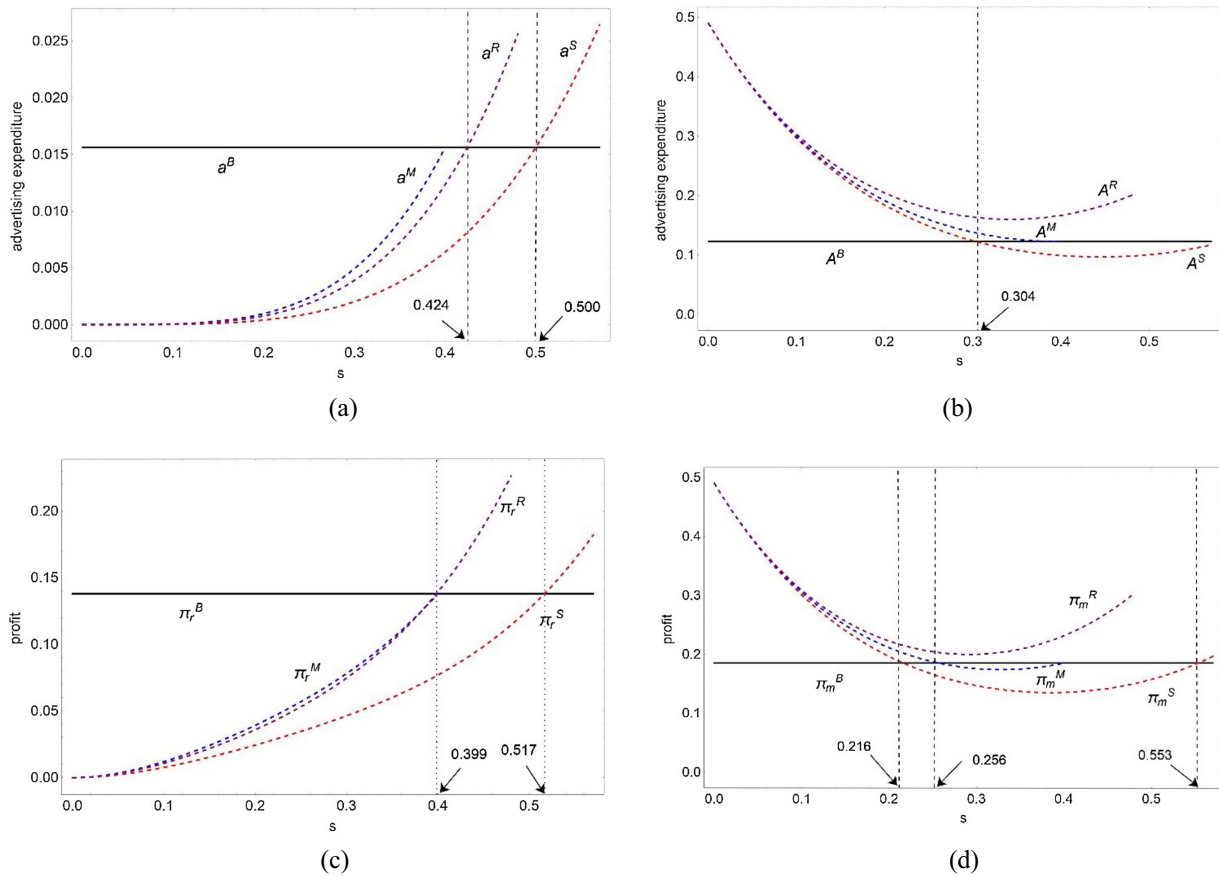 0.025
0.020
0.015
0.010
0.005
0.000
advertising expenditure
a^R
a^S
a^B
a^M
0.424
0.500
0.0 0.1 0.2 0.3 0.4 0.5
s
(a)
0.5
0.4
0.3
0.2
0.1
0.0
advertising expenditure
A^R
A^M
A^B
A^S
0.304
0.0 0.1 0.2 0.3 0.4 0.5
s
(b)
0.20
0.15
0.10
0.05
0.00
profit
π_r^R
π_r^B
π_r^S
π_r^M
0.399
0.517
0.0 0.1 0.2 0.3 0.4 0.5
s
(c)
0.5
0.4
0.3
0.2
0.1
0.0
profit
π_m^R
π_m^B
π_m^M
π_m^S
0.216
0.256
0.553
0.0 0.1 0.2 0.3 0.4 0.5
s
(d)